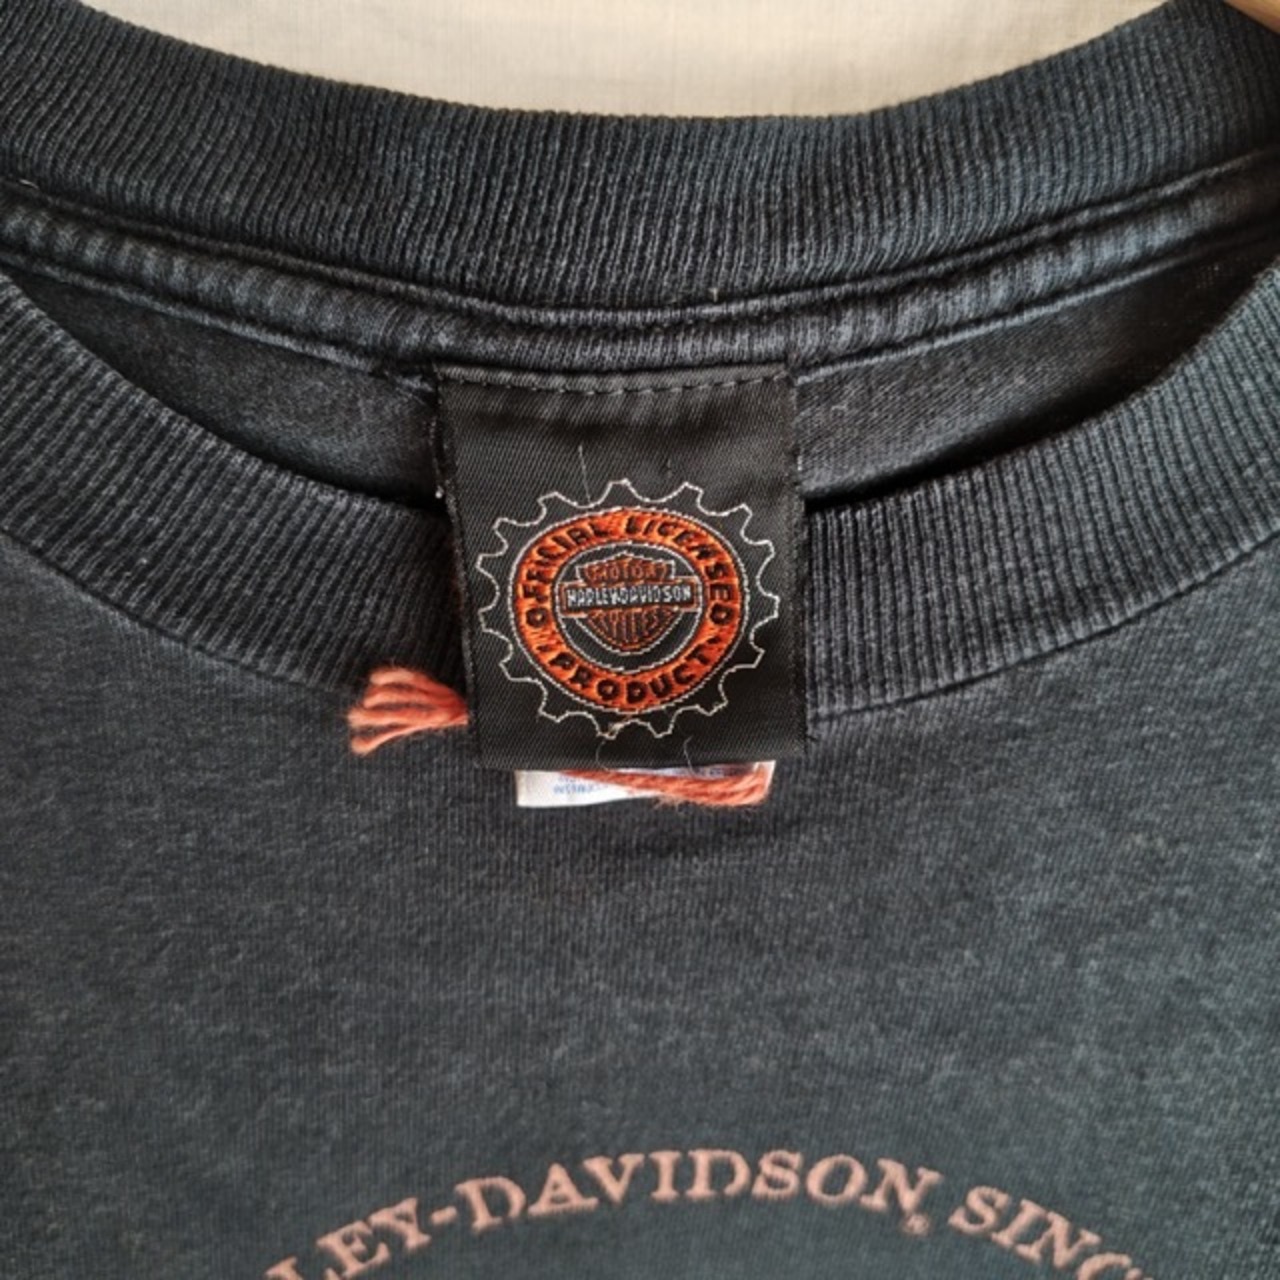 OFFICIAL LICENSED
PRODUCT
MOTOR
HARLEY-DAVIDSON
CYCLES
LEY-DAVIDSON® SINC